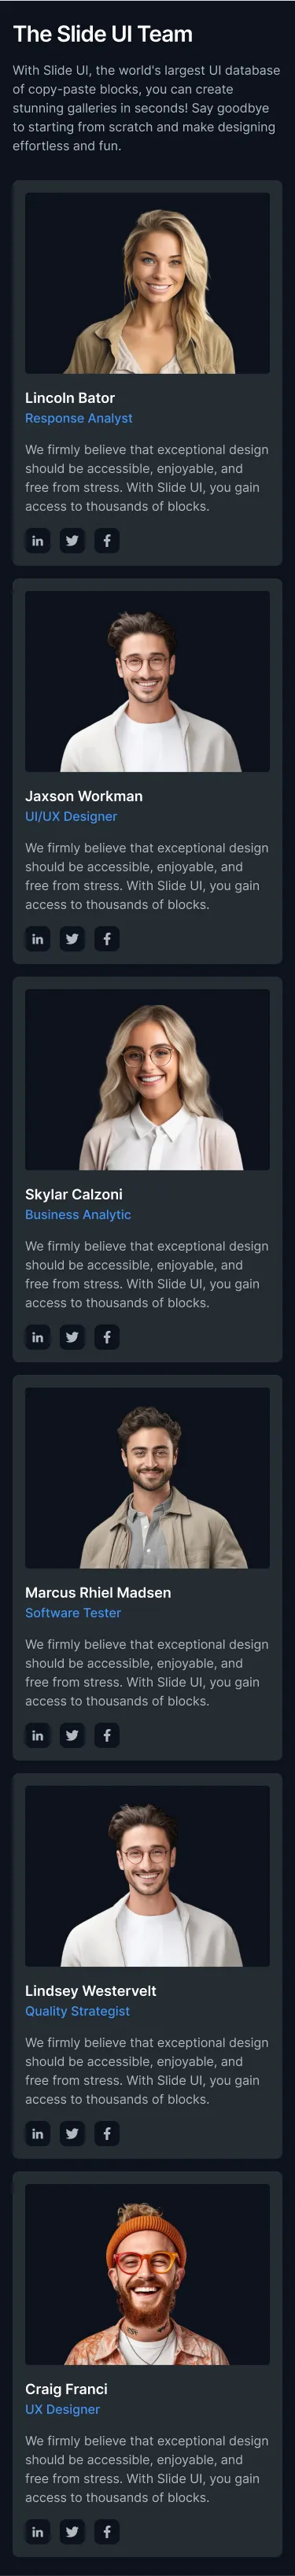 The Slide UI Team
With Slide UI, the world's largest UI database
of copy-paste blocks, you can create
stunning galleries in seconds! Say goodbye
to starting from scratch and make designing
effortless and fun.
Lincoln Bator
Response Analyst
We firmly believe that exceptional design
should be accessible, enjoyable, and
free from stress. With Slide UI, you gain
access to thousands of blocks.
in
f
Jaxson Workman
UI/UX Designer
We firmly believe that exceptional design
should be accessible, enjoyable, and
free from stress. With Slide UI, you gain
access to thousands of blocks.
in
f
Skylar Calzoni
Business Analytic
We firmly believe that exceptional design
should be accessible, enjoyable, and
free from stress. With Slide UI, you gain
access to thousands of blocks.
in
f
Marcus Rhiel Madsen
Software Tester
We firmly believe that exceptional design
should be accessible, enjoyable, and
free from stress. With Slide UI, you gain
access to thousands of blocks.
in
f
Lindsey Westervelt
Quality Strategist
We firmly believe that exceptional design
should be accessible, enjoyable, and
free from stress. With Slide UI, you gain
access to thousands of blocks.
in
f
Craig Franci
UX Designer
We firmly believe that exceptional design
should be accessible, enjoyable, and
free from stress. With Slide UI, you gain
access to thousands of blocks.
in
f